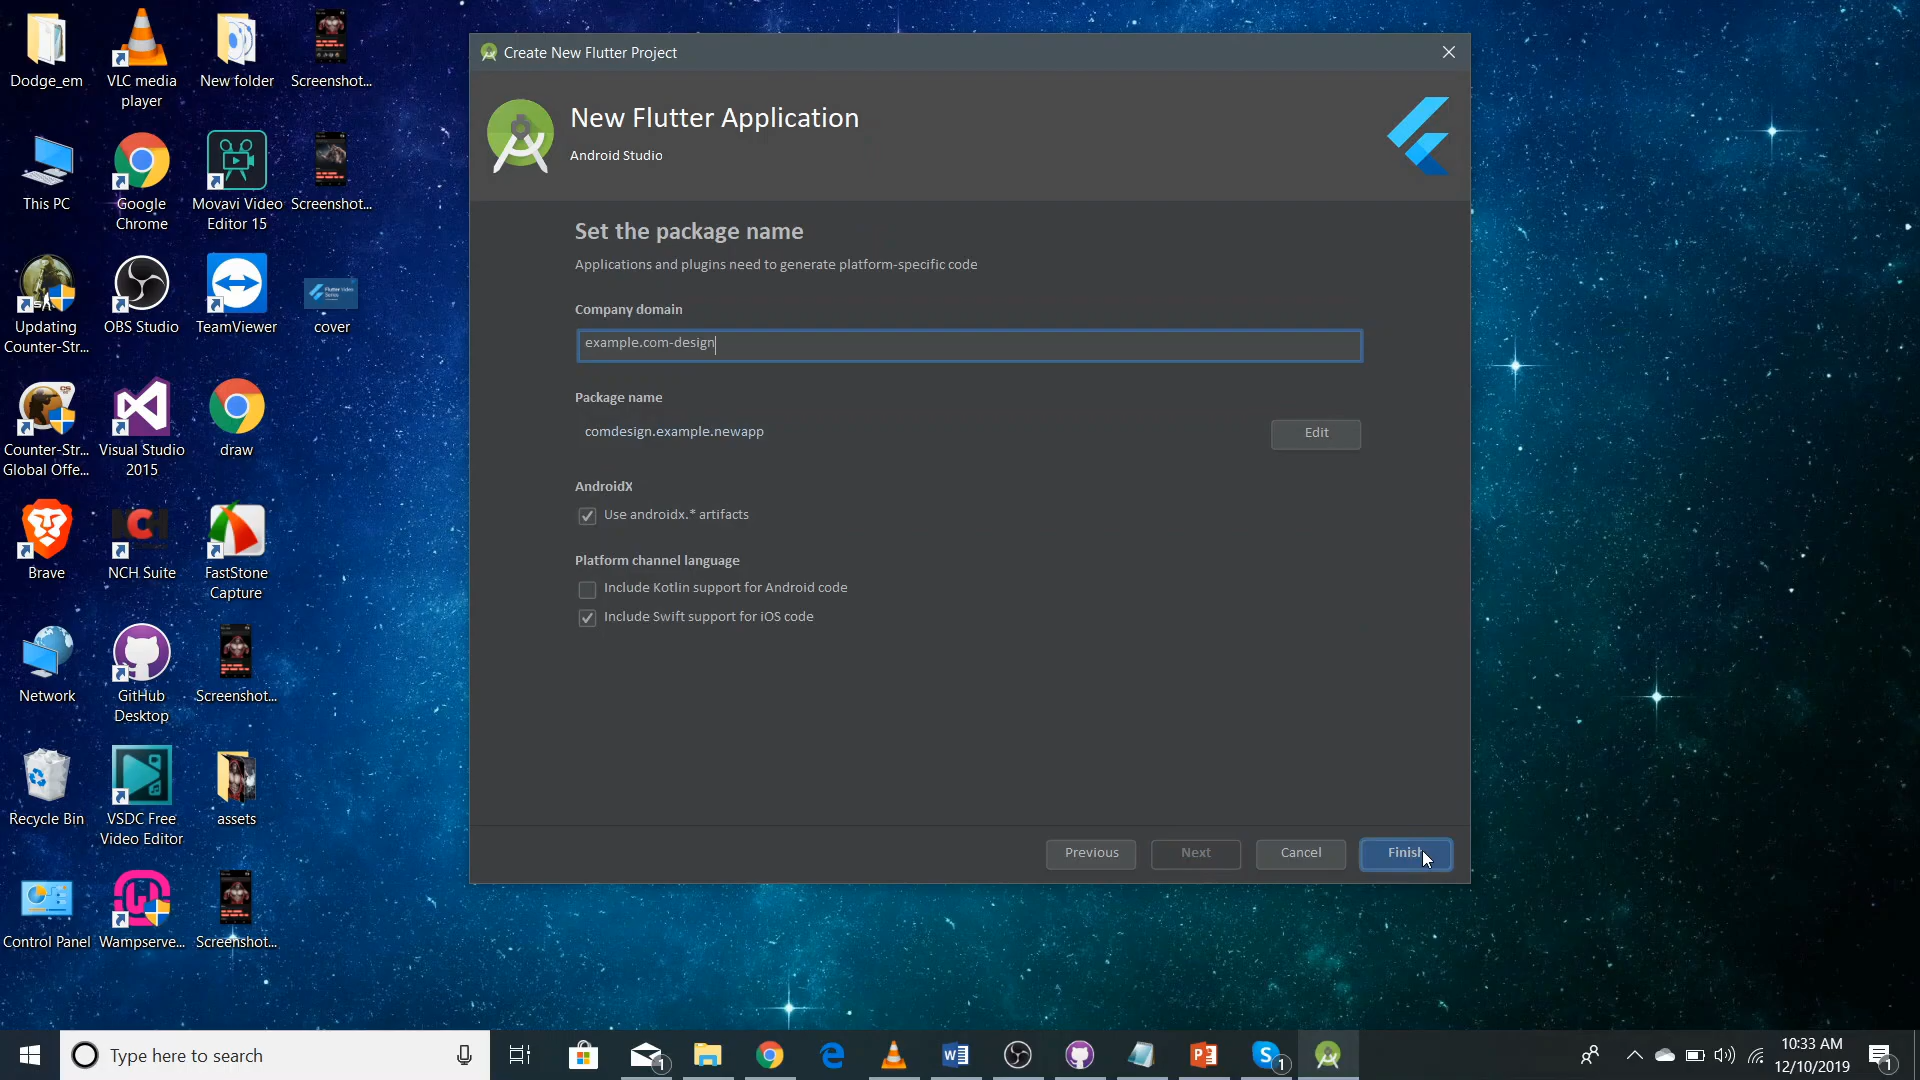 Dodge_em
VLC media
player
New folder
Screenshot...
This PC
Google
Chrome
Movavi Video
Editor 15
Screenshot...
Updating
Counter-Str...
OBS Studio
TeamViewer
cover
Counter-Str...
Global Offe...
Visual Studio
2015
draw
Brave
NCH Suite
FastStone
Capture
Network
GitHub
Desktop
Screenshot...
Recycle Bin
VSDC Free
Video Editor
assets
Control Panel
Wampserve...
Screenshot...
Create New Flutter Project
New Flutter Application
Android Studio
Set the package name
Applications and plugins need to generate platform-specific code
Company domain
example.com-design
Package name
comdesign.example.newapp
Edit
AndroidX
Use androidx.* artifacts
Platform channel language
Include Kotlin support for Android code
Include Swift support for iOS code
Previous
Next
Cancel
Finish
Type here to search
1
1
10:33 AM
12/10/2019
1